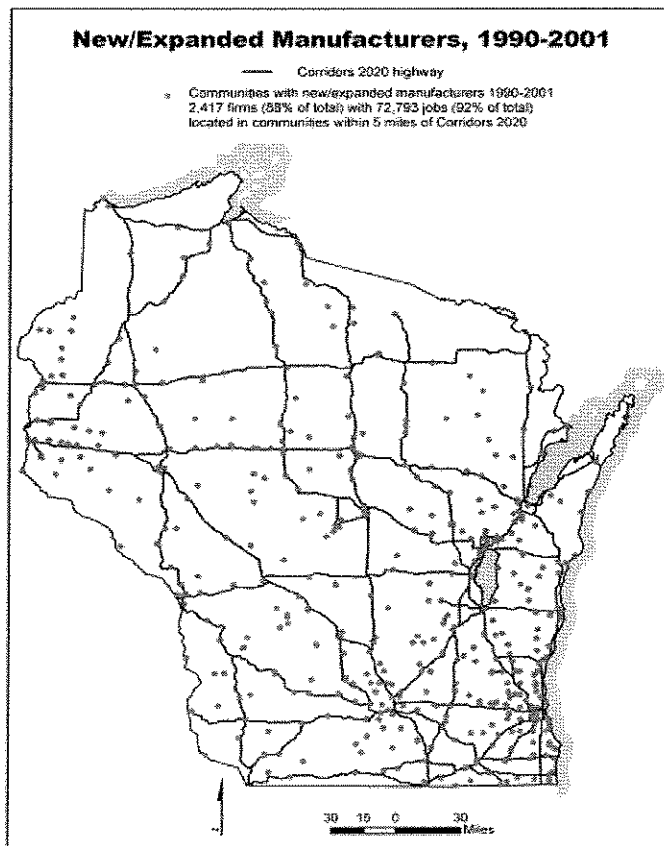 New/Expanded Manufacturers, 1990-2001
Corridors 2020 highway
Communities with new/expanded manufacturers 1990-2001
2,417 firms (88% of total) with 72,793 jobs (92% of total)
located in communities within 5 miles of Corridors 2020
30 15 0 30
Miles